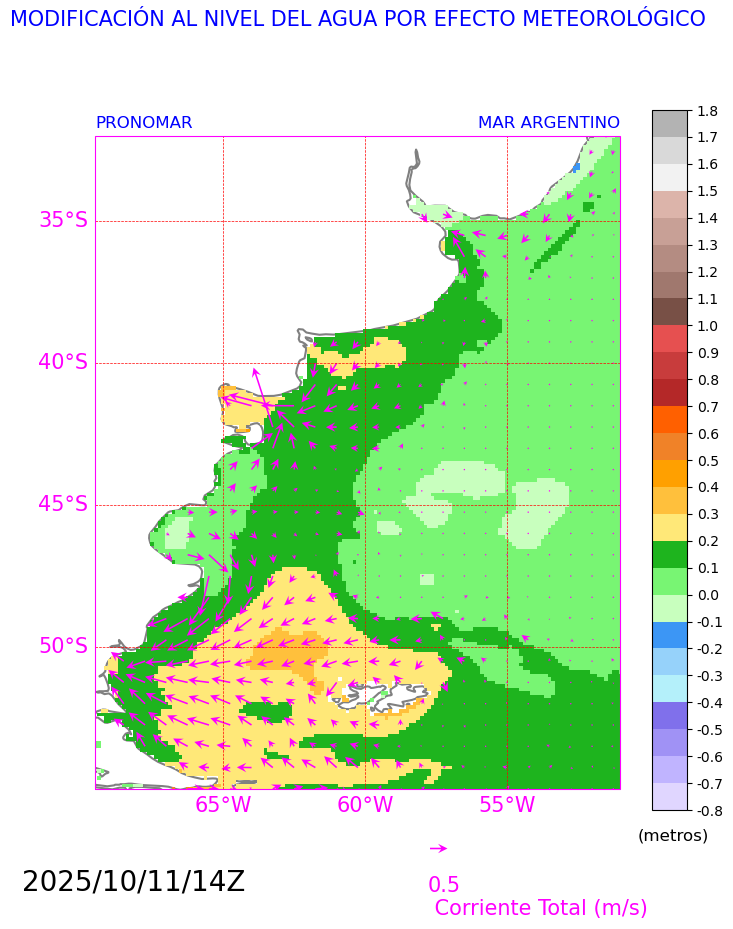 MODIFICACIÓN AL NIVEL DEL AGUA POR EFECTO METEOROLÓGICO
PRONOMAR MAR ARGENTINO
35°S
40°S
45°S
50°S
65°W 60°W 55°W
1.8
1.7
1.6
1.5
1.4
1.3
1.2
1.1
1.0
0.9
0.8
0.7
0.6
0.5
0.4
0.3
0.2
0.1
0.0
-0.1
-0.2
-0.3
-0.4
-0.5
-0.6
-0.7
-0.8
(metros)
2025/10/11/14Z
0.5
Corriente Total (m/s)